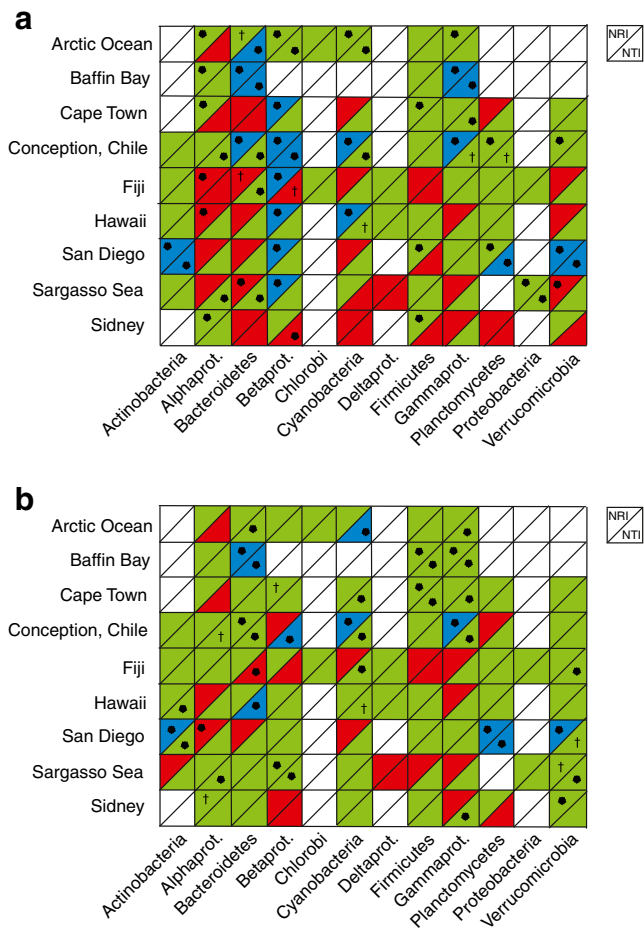 a
NRI
NTI
Arctic Ocean
Baffin Bay
Cape Town
Conception, Chile
Fiji
Hawaii
San Diego
Sargasso Sea
Sidney
Actinobacteria
Alphaprot.
Bacteroidetes
Betaprot.
Chlorobi
Cyanobacteria
Deltaprot.
Firmicutes
Gammaprot.
Planctomycetes
Proteobacteria
Verrucomicrobia
b
NRI
NTI
Arctic Ocean
Baffin Bay
Cape Town
Conception, Chile
Fiji
Hawaii
San Diego
Sargasso Sea
Sidney
Actinobacteria
Alphaprot.
Bacteroidetes
Betaprot.
Chlorobi
Cyanobacteria
Deltaprot.
Firmicutes
Gammaprot.
Planctomycetes
Proteobacteria
Verrucomicrobia